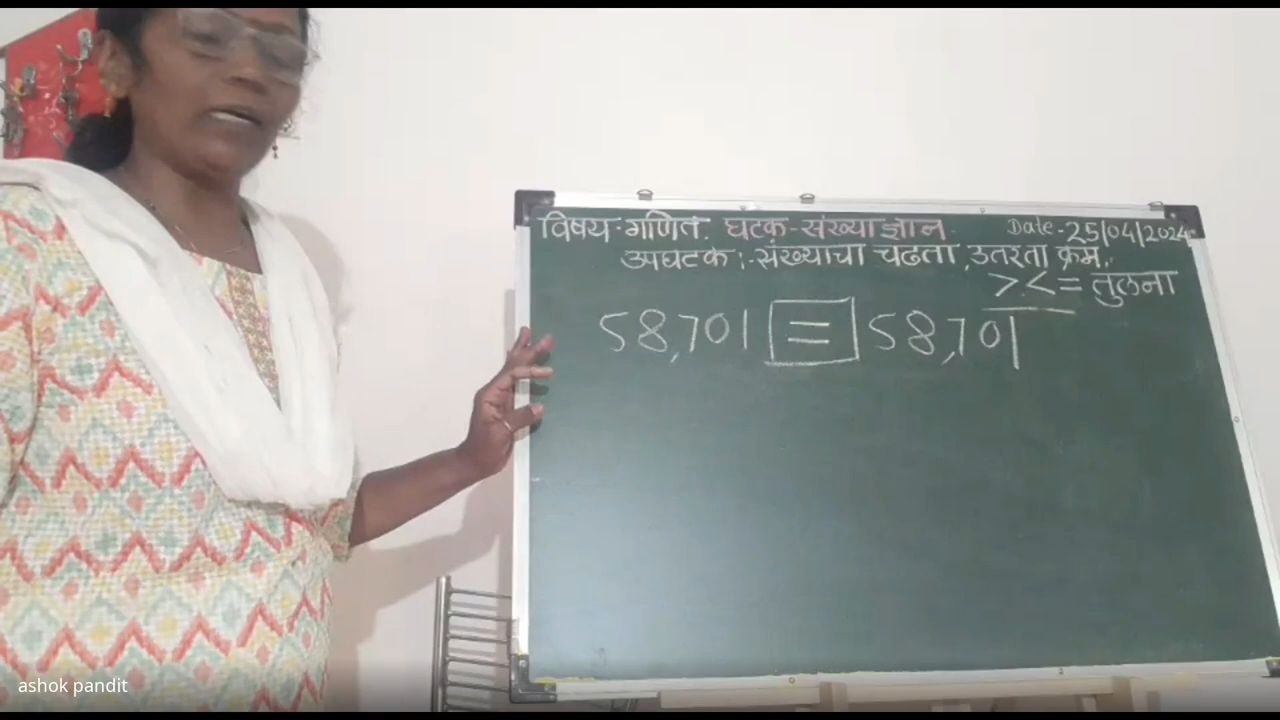 विषय-गणित. घटक-संख्याज्ञान. Date-25/04/2024
उपघटक:-संख्याचा चढता, उतरता क्रम,
> < = तुलना
58,701 = 58,701
ashok pandit